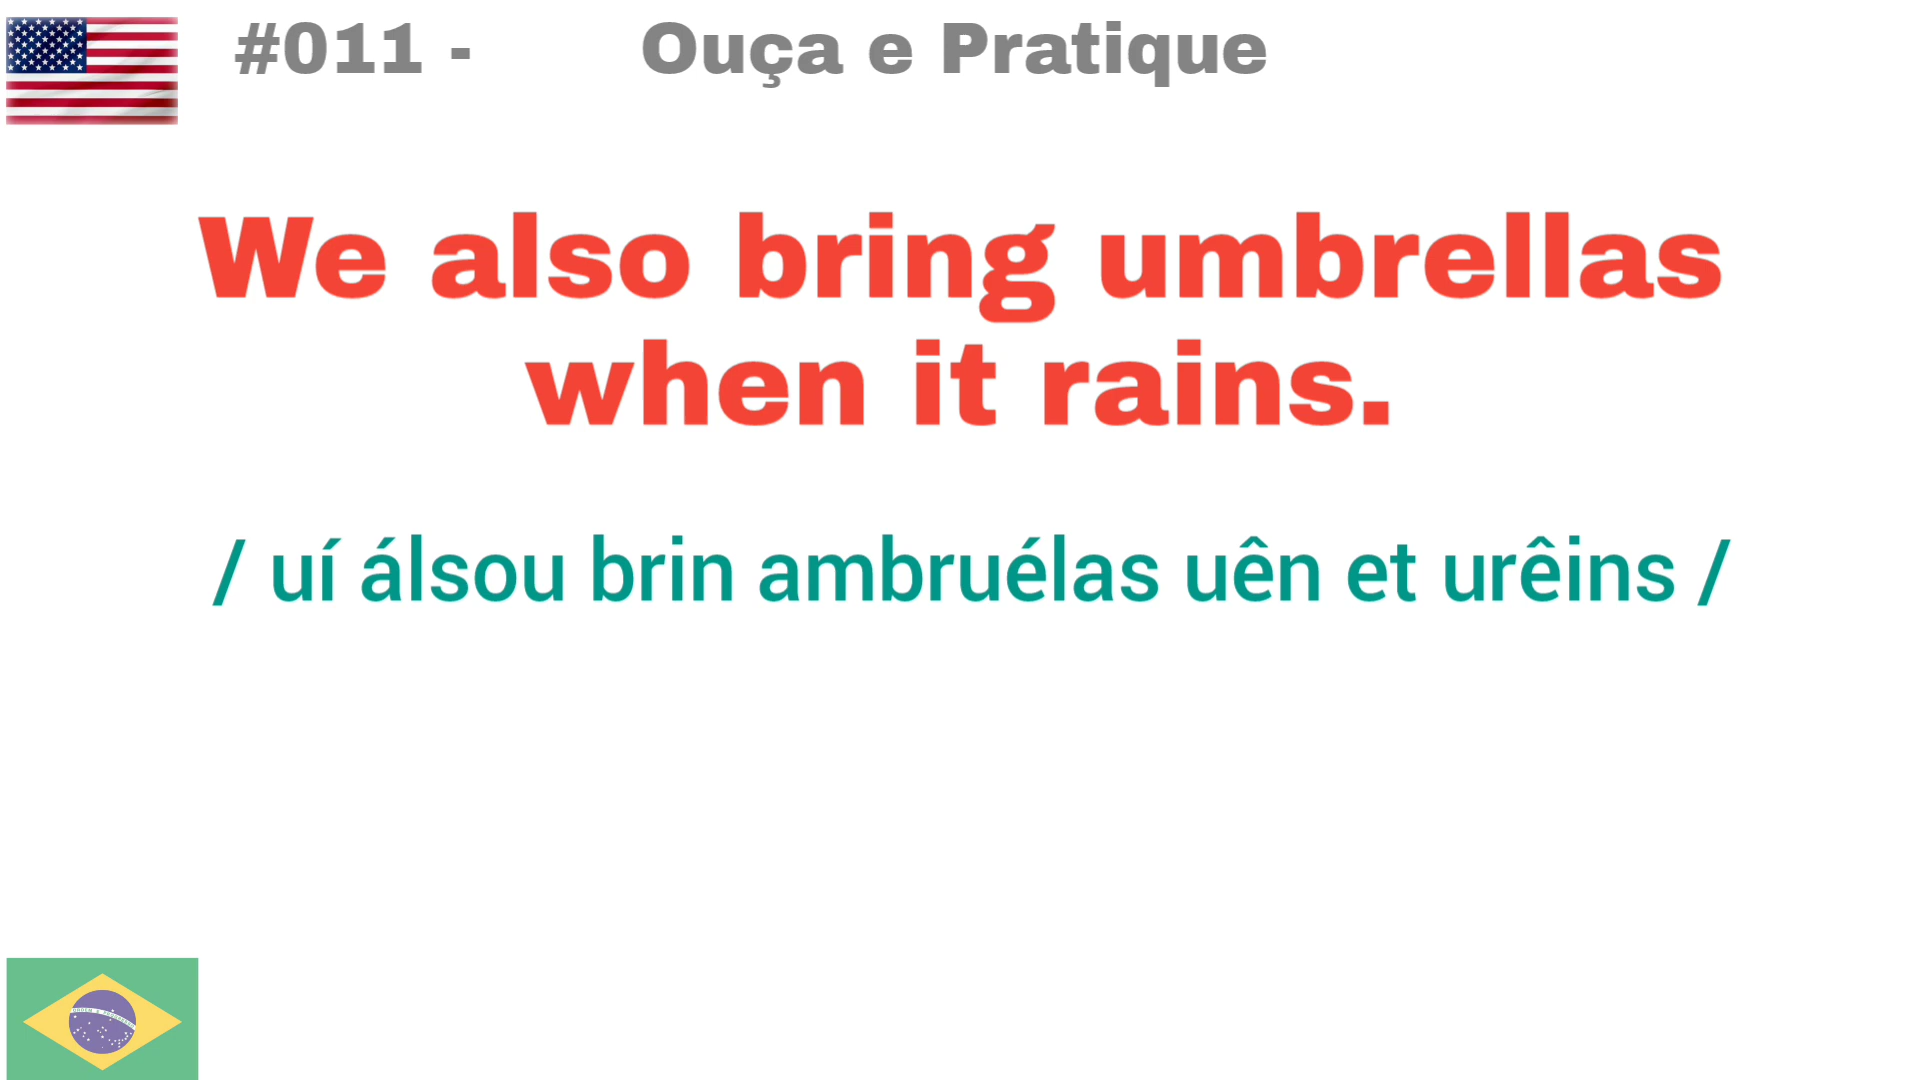 #011 - Ouça e Pratique
We also bring umbrellas
when it rains.
/ uí álsou brin ambruélas uên et urêins /